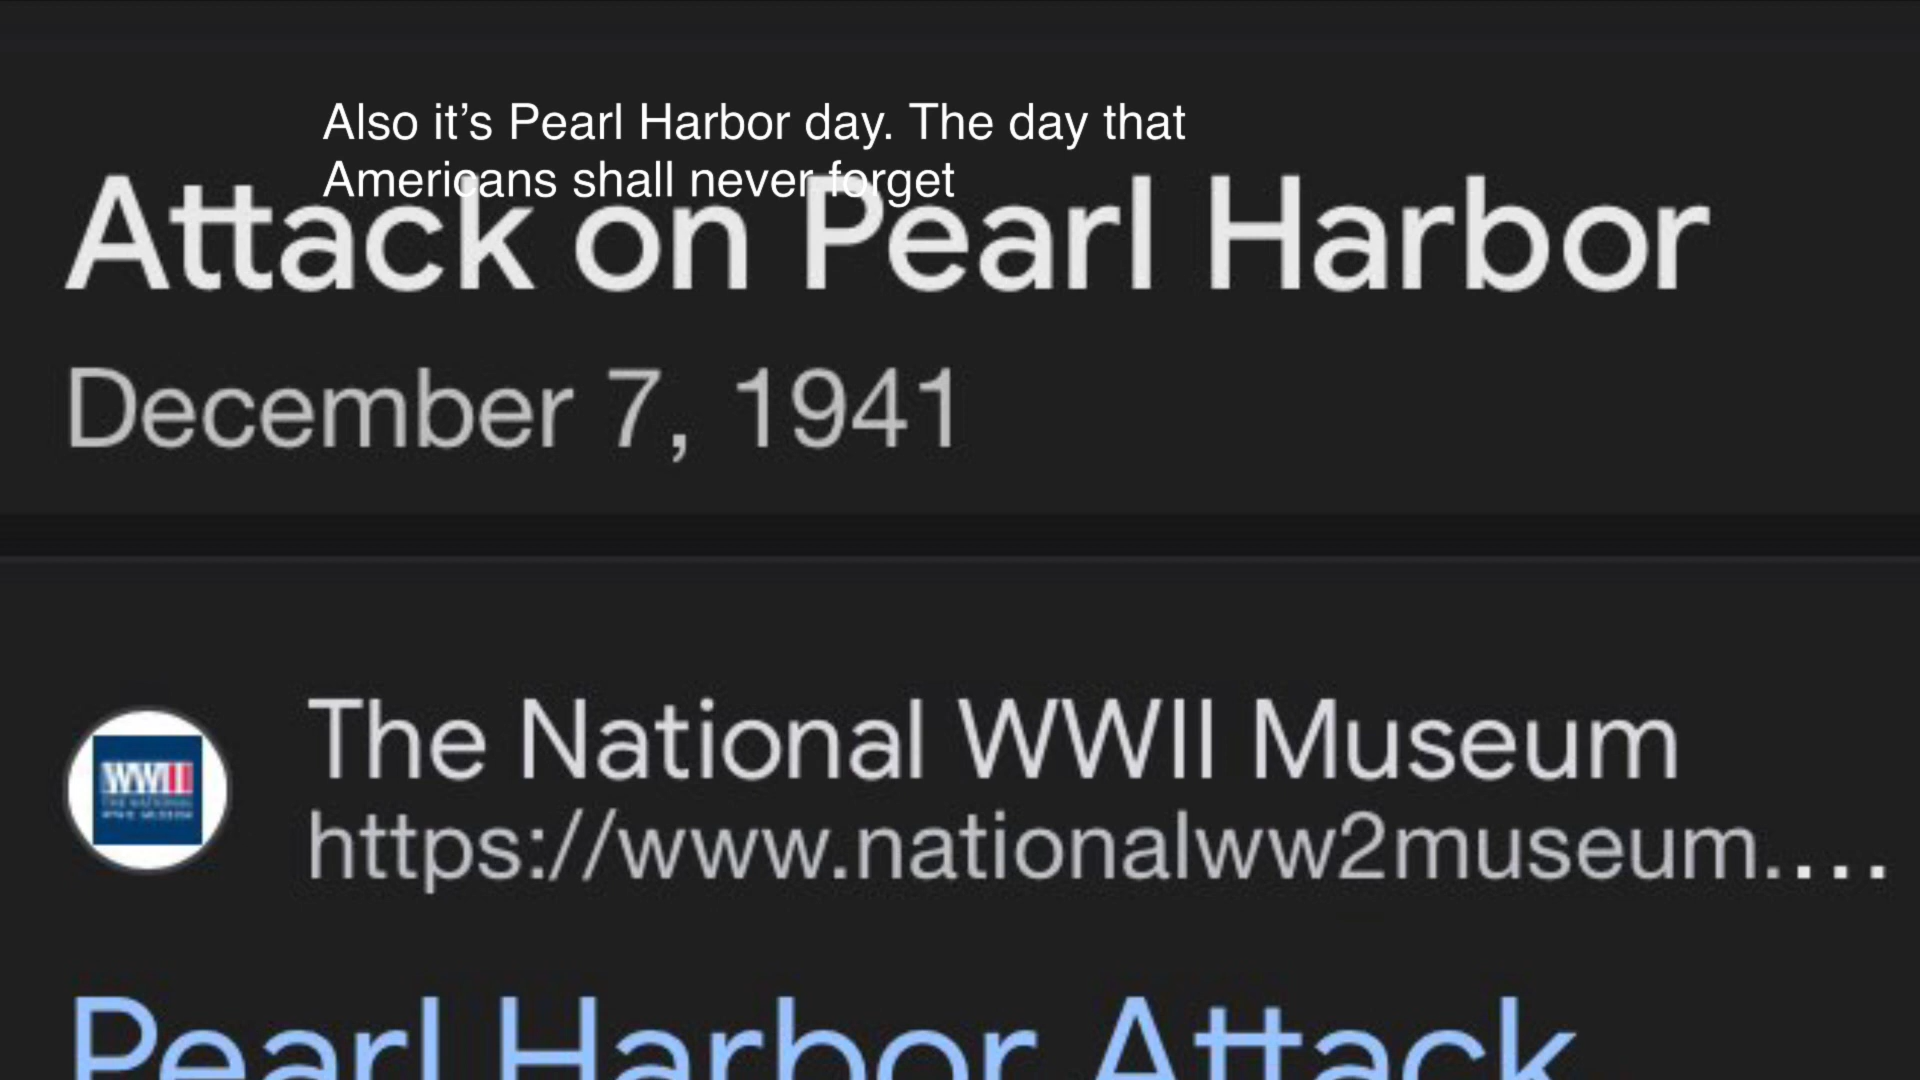 Also it’s Pearl Harbor day. The day that
Americans shall never forget
Attack on Pearl Harbor
December 7, 1941
The National WWII Museum
WWII
https://www.nationalww2museum....
Pearl Harbor Attack